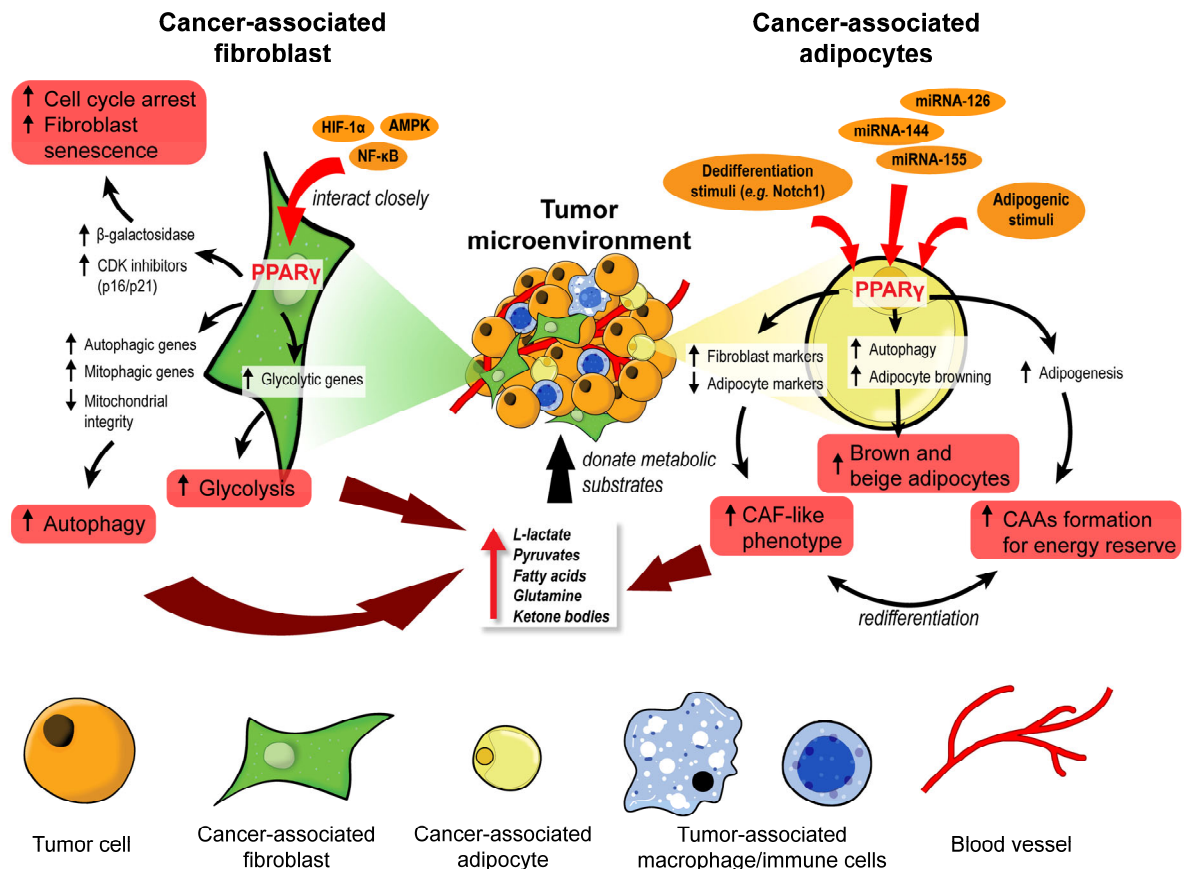 Cancer-associated
fibroblast
Cancer-associated
adipocytes
Cell cycle arrest
Fibroblast
senescence
HIF-1α
AMPK
NF-κB
interact closely
β-galactosidase
CDK inhibitors
(p16/p21)
PPARγ
Autophagic genes
Mitophagic genes
Mitochondrial
integrity
Glycolytic genes
Glycolysis
Autophagy
Tumor
microenvironment
donate metabolic
substrates
L-lactate
Pyruvates
Fatty acids
Glutamine
Ketone bodies
miRNA-126
miRNA-144
miRNA-155
Dedifferentiation
stimuli (e.g. Notch1)
Adipogenic
stimuli
PPARγ
Fibroblast markers
Adipocyte markers
Autophagy
Adipocyte browning
Adipogenesis
Brown and
beige adipocytes
CAF-like
phenotype
CAAs formation
for energy reserve
redifferentiation
Tumor cell
Cancer-associated
fibroblast
Cancer-associated
adipocyte
Tumor-associated
macrophage/immune cells
Blood vessel